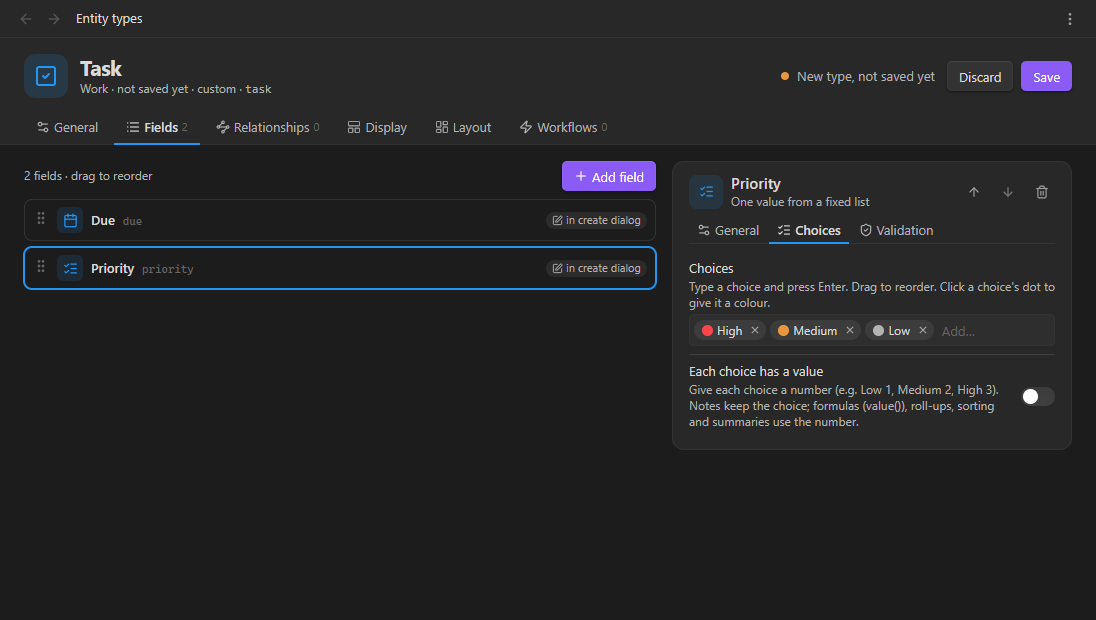 Entity types
Task
Work · not saved yet · custom · task
New type, not saved yet
Discard
Save
General
Fields 2
Relationships 0
Display
Layout
Workflows 0
2 fields · drag to reorder
+ Add field
Due due
in create dialog
Priority priority
in create dialog
Priority
One value from a fixed list
General
Choices
Validation
Choices
Type a choice and press Enter. Drag to reorder. Click a choice's dot to
give it a colour.
High × Medium × Low × Add...
Each choice has a value
Give each choice a number (e.g. Low 1, Medium 2, High 3).
Notes keep the choice; formulas (value()), roll-ups, sorting
and summaries use the number.